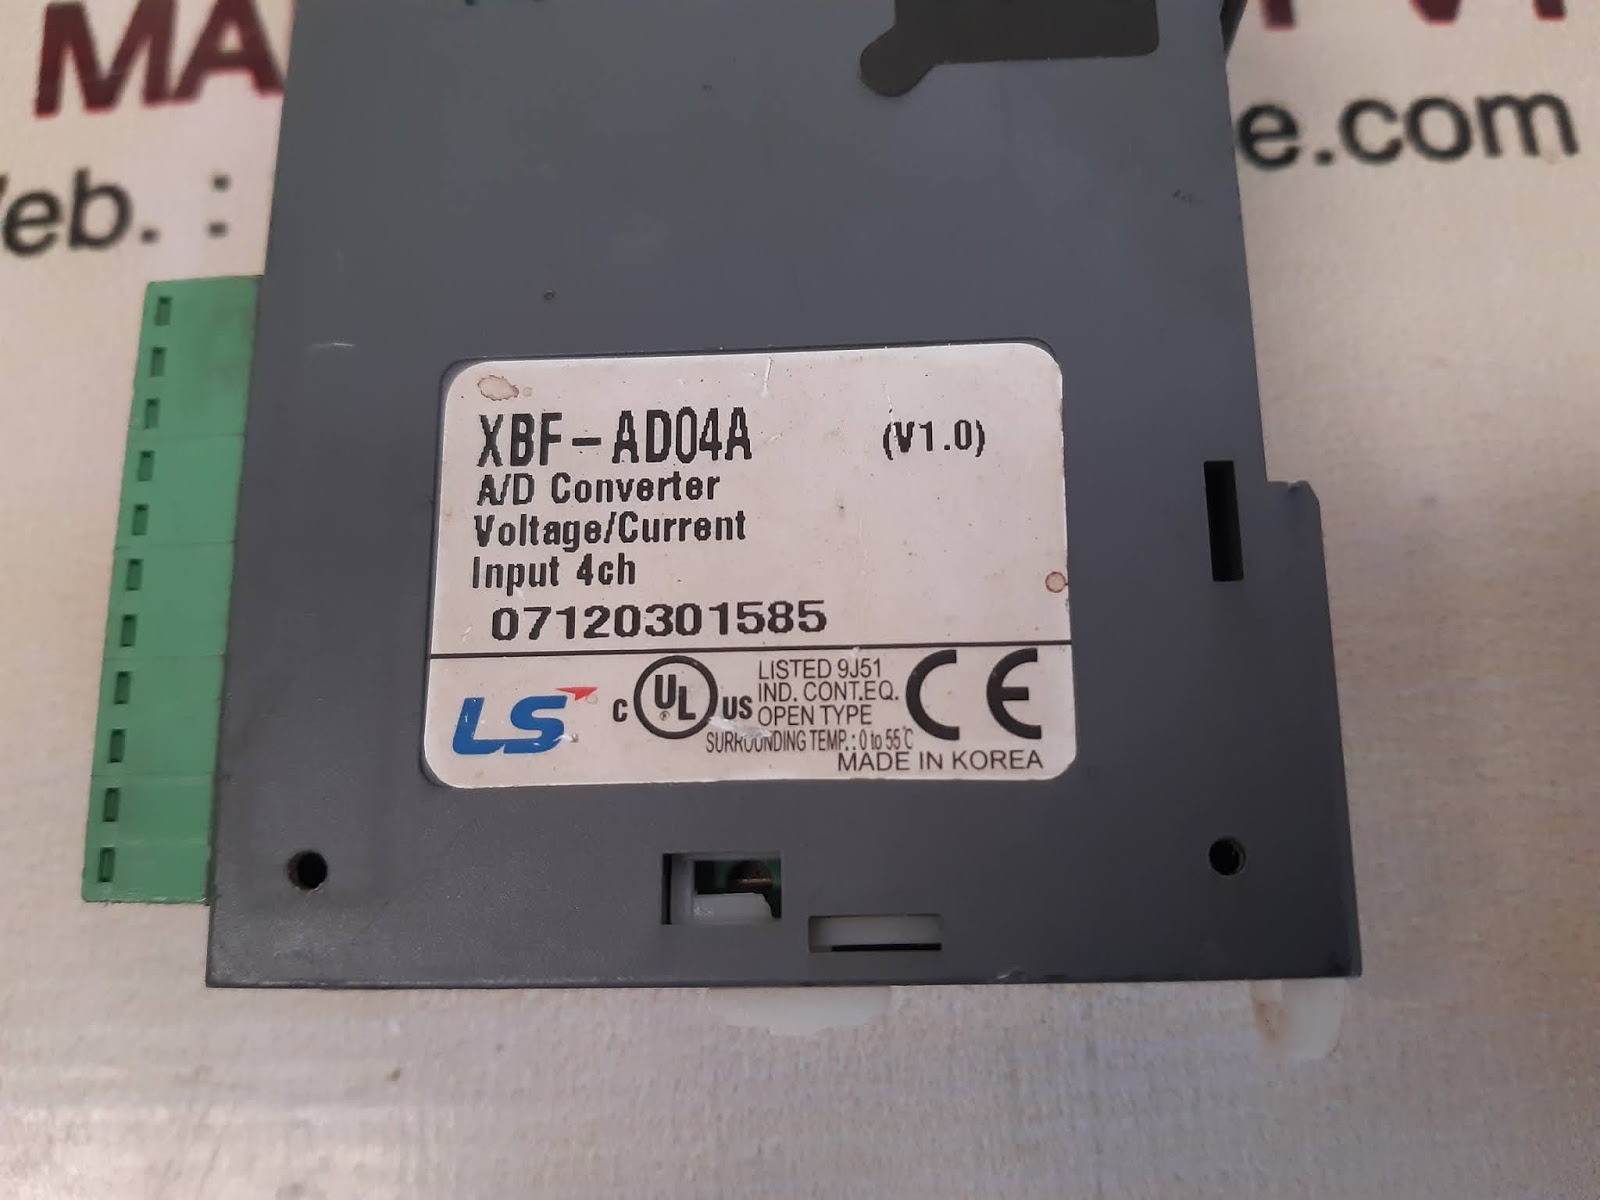 MA
eb. :
e.com
XBF-AD04A (V1.0)
A/D Converter
Voltage/Current
Input 4ch
07120301585
LS
C UL US
®
LISTED 9J51
IND. CONT.EQ.
OPEN TYPE
SURROUNDING TEMP. : 0 to 55℃
CE
MADE IN KOREA